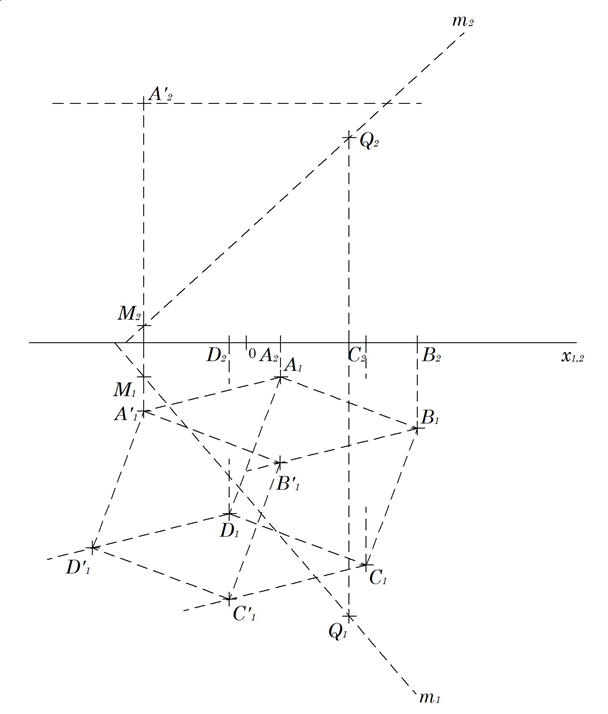 m₂
A'₂
Q₂
M₂
D₂ 0 A₂ C₂ B₂ x₁,₂
A₁
M₁
A'₁ B₁
B'₁
D₁
D'₁ C₁
C'₁
Q₁
m₁